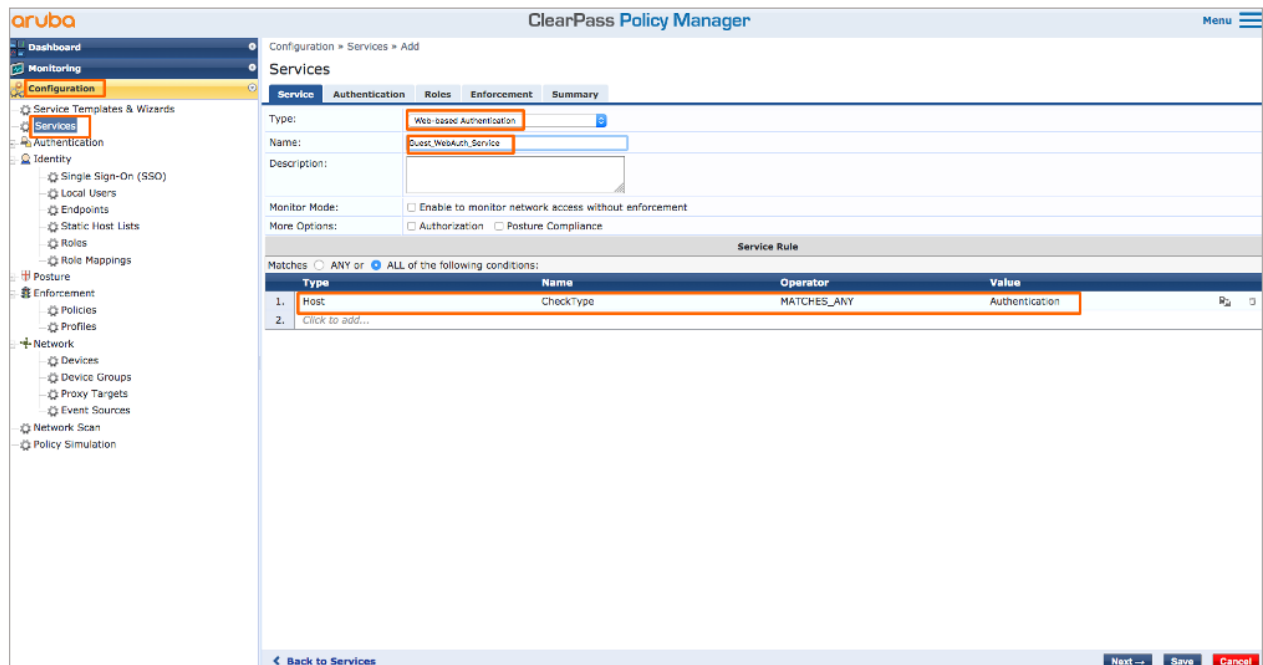 aruba
ClearPass Policy Manager
Menu
Dashboard
Monitoring
Configuration
Service Templates & Wizards
Services
Authentication
Identity
Single Sign-On (SSO)
Local Users
Endpoints
Static Host Lists
Roles
Role Mappings
Posture
Enforcement
Policies
Profiles
Network
Devices
Device Groups
Proxy Targets
Event Sources
Network Scan
Policy Simulation
Configuration » Services » Add
Services
Service Authentication Roles Enforcement Summary
Type: Web-based Authentication
Name: Guest_WebAuth_Service
Description:
Monitor Mode: Enable to monitor network access without enforcement
More Options: Authorization Posture Compliance
Service Rule
Matches ANY or ALL of the following conditions:
Type Name Operator Value
1. Host CheckType MATCHES_ANY Authentication
2. Click to add...
Back to Services
Next→ Save Cancel